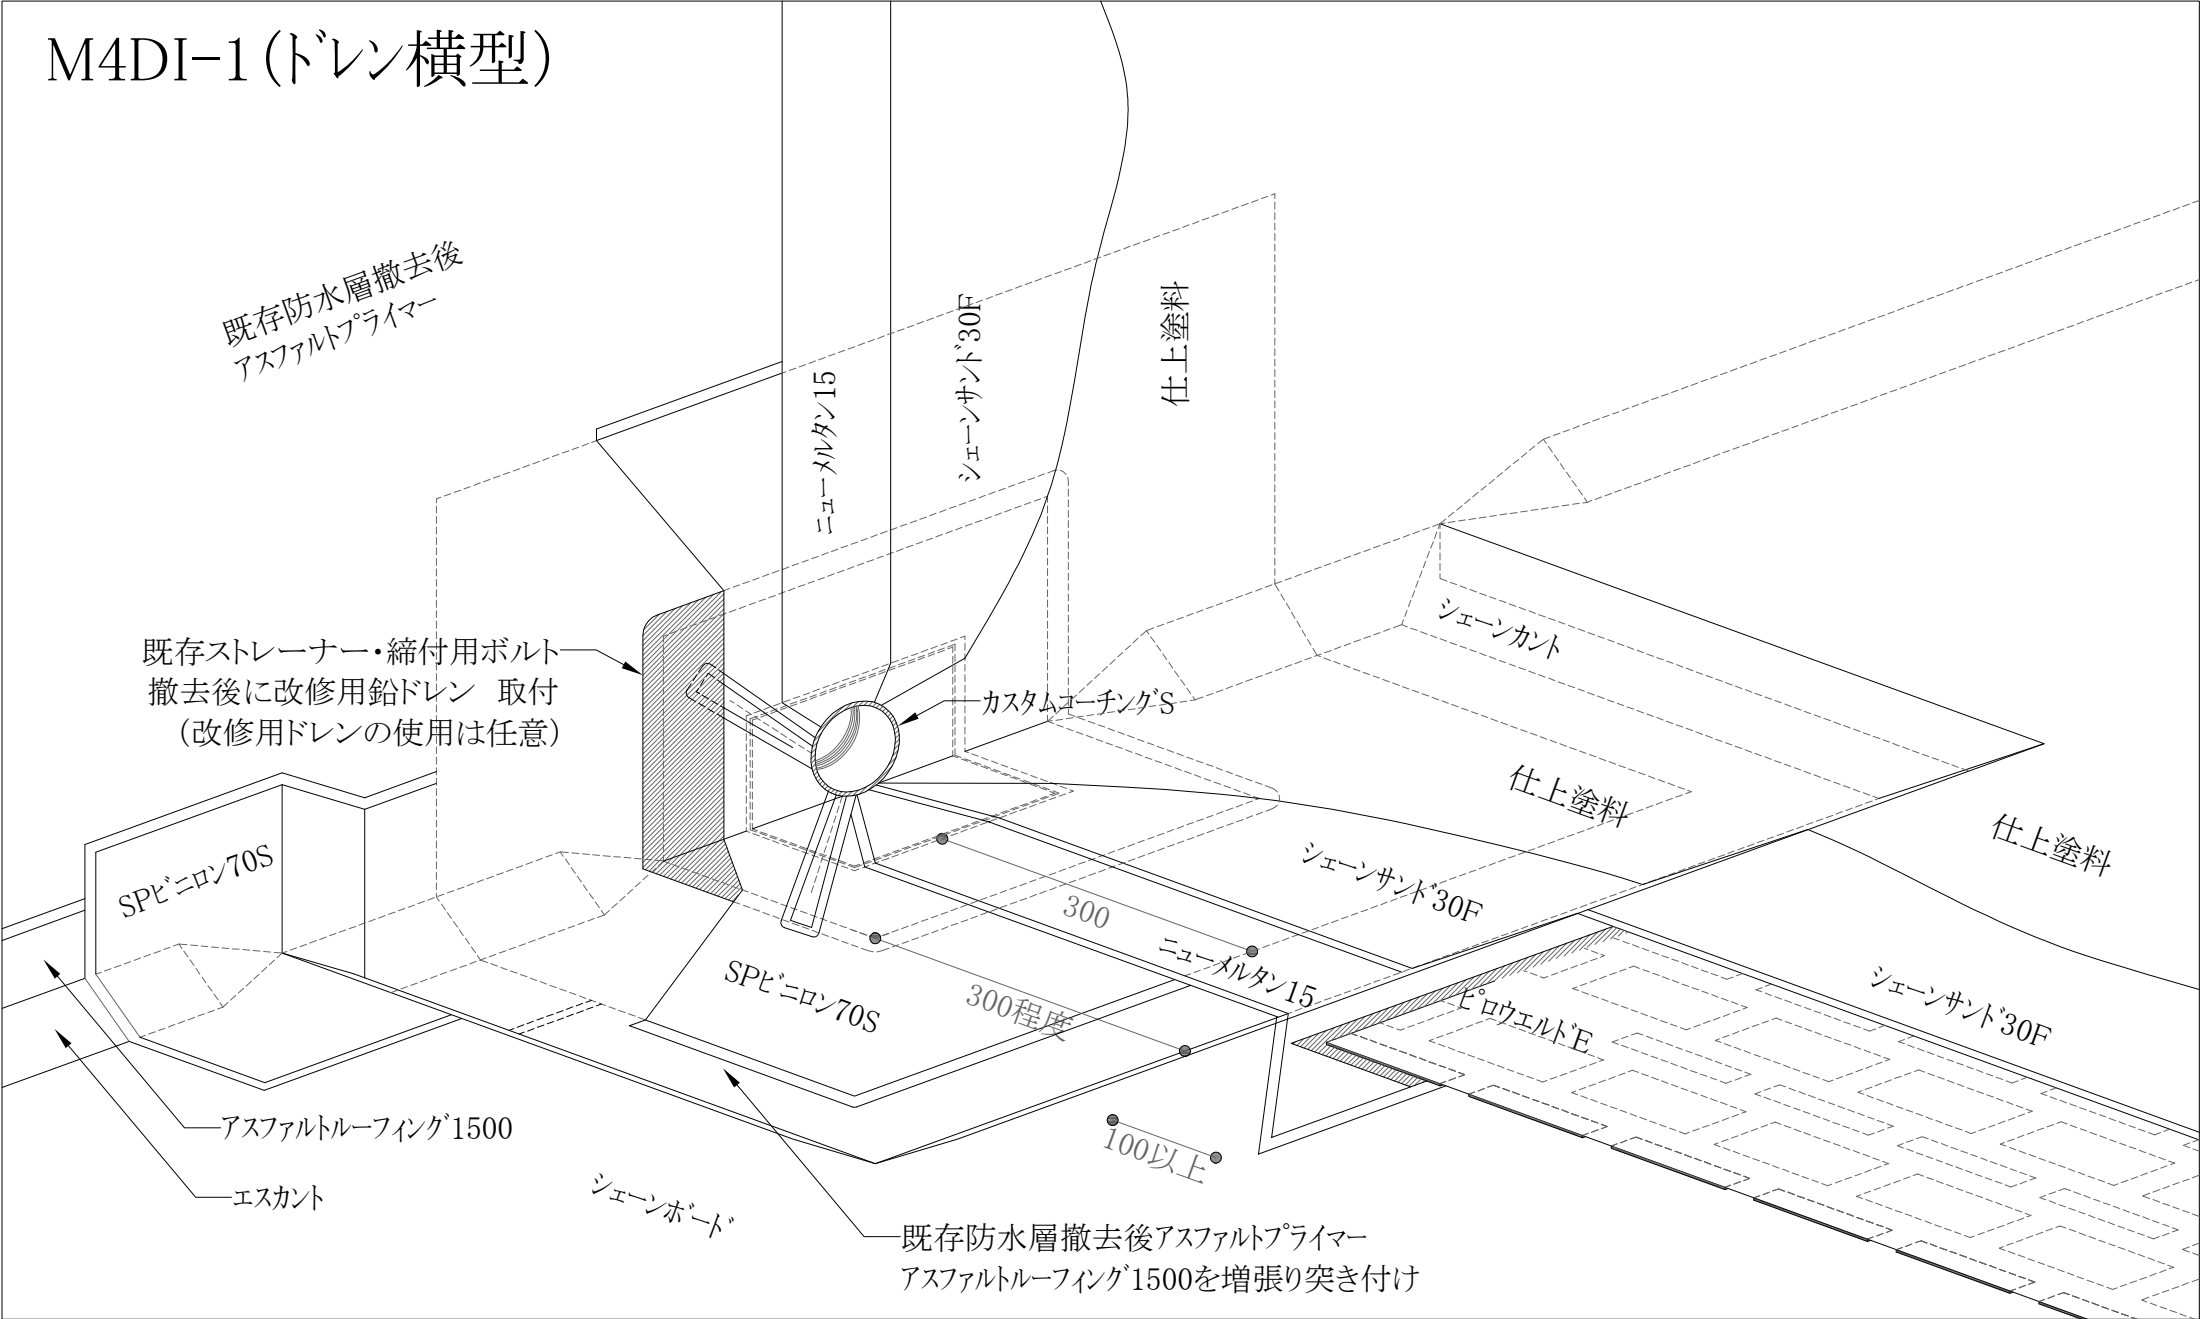 M4DI-1(ドレン横型)
既存防水層撤去後
アスファルトプライマー
ニューメルタン15
シェーンサンド30F
仕上塗料
既存ストレーナー・締付用ボルト
撤去後に改修用鉛ドレン 取付
(改修用ドレンの使用は任意)
カスタムコーチングS
シェーンカント
仕上塗料
仕上塗料
SPビニロン70S
シェーンサンド30F
300
ニューメルタン15
SPビニロン70S
300程度
ピロウエルドE
シェーンサンド30F
アスファルトルーフィング1500
エスカント
シェーンボード
100以上
既存防水層撤去後アスファルトプライマー
アスファルトルーフィング1500を増張り突き付け